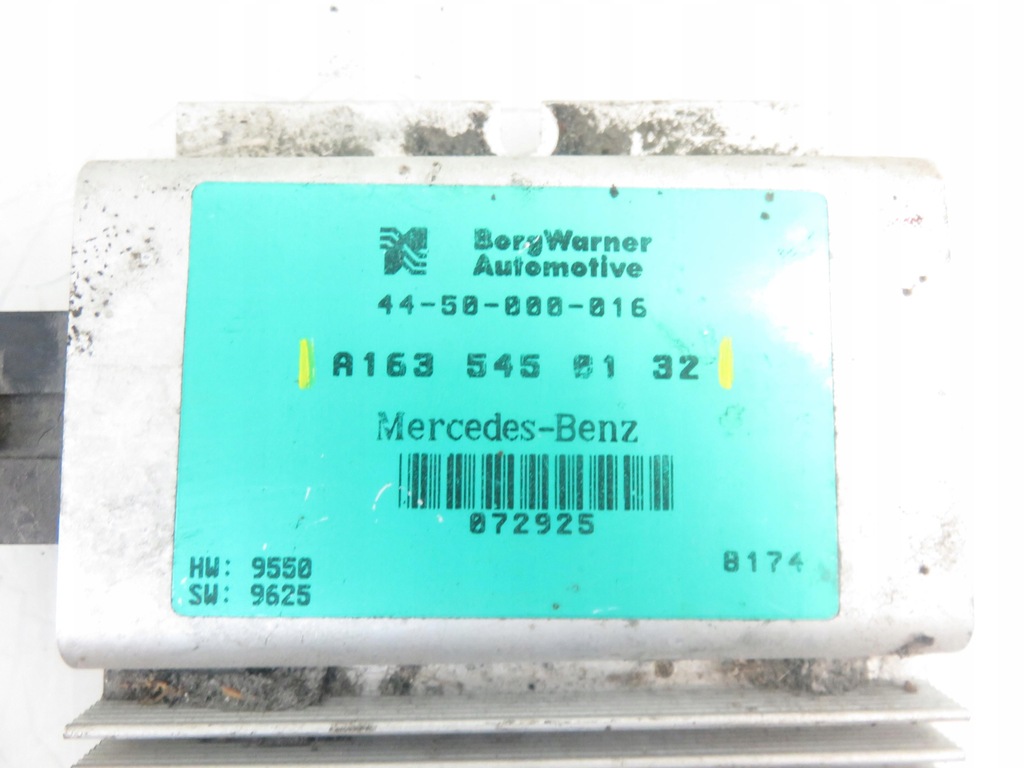 BorgWarner
Automotive
44-50-000-016
A163 545 01 32
Mercedes-Benz
072925
HW: 9550
SW: 9625
8174